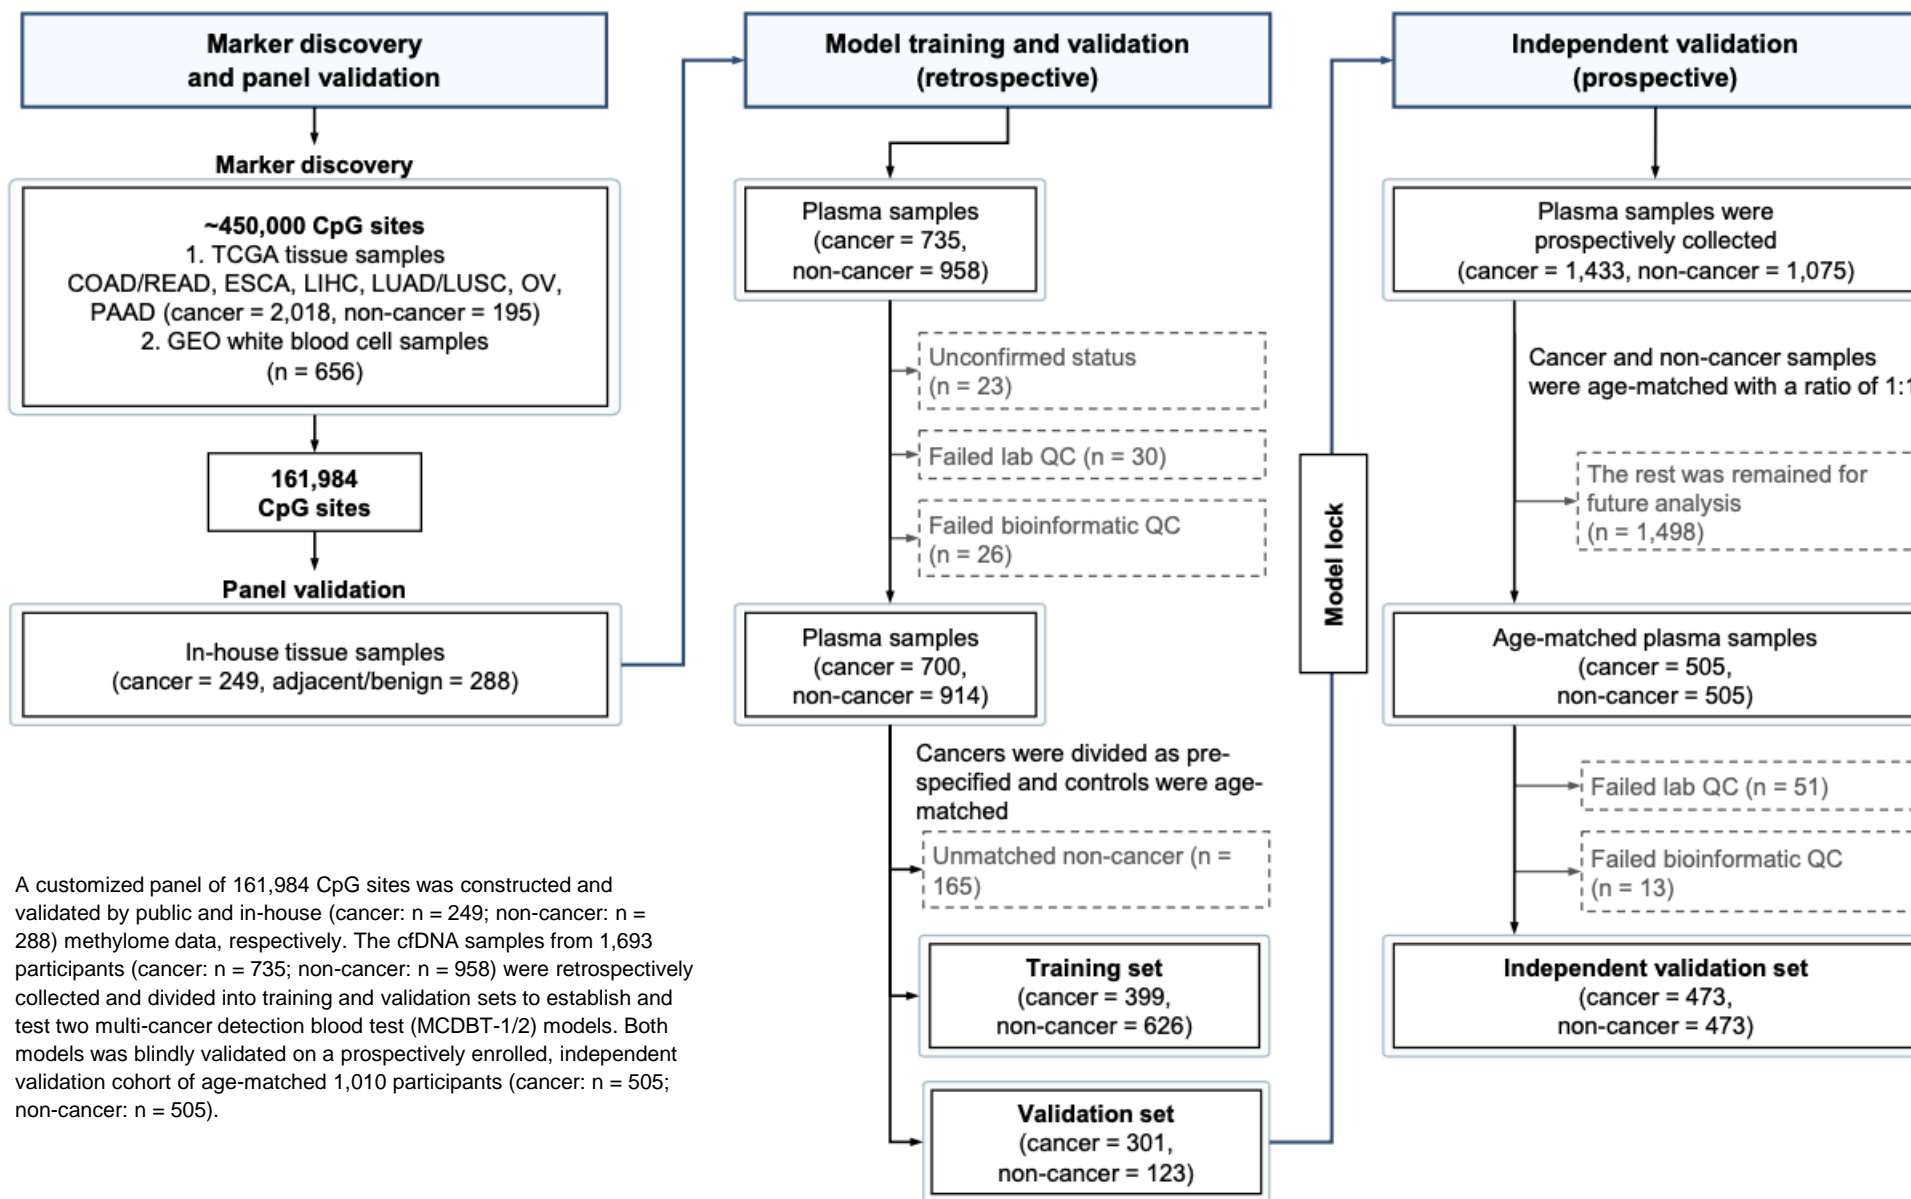 Marker discovery
and panel validation
Marker discovery
~450,000 CpG sites
1. TCGA tissue samples
COAD/READ, ESCA, LIHC, LUAD/LUSC, OV,
PAAD (cancer = 2,018, non-cancer = 195)
2. GEO white blood cell samples
(n = 656)
161,984
CpG sites
Panel validation
In-house tissue samples
(cancer = 249, adjacent/benign = 288)
A customized panel of 161,984 CpG sites was constructed and
validated by public and in-house (cancer: n = 249; non-cancer: n =
288) methylome data, respectively. The cfDNA samples from 1,693
participants (cancer: n = 735; non-cancer: n = 958) were retrospectively
collected and divided into training and validation sets to establish and
test two multi-cancer detection blood test (MCDBT-1/2) models. Both
models was blindly validated on a prospectively enrolled, independent
validation cohort of age-matched 1,010 participants (cancer: n = 505;
non-cancer: n = 505).
Model training and validation
(retrospective)
Plasma samples
(cancer = 735,
non-cancer = 958)
Unconfirmed status
(n = 23)
Failed lab QC (n = 30)
Failed bioinformatic QC
(n = 26)
Plasma samples
(cancer = 700,
non-cancer = 914)
Cancers were divided as pre-
specified and controls were age-
matched
Unmatched non-cancer (n =
165)
Training set
(cancer = 399,
non-cancer = 626)
Validation set
(cancer = 301,
non-cancer = 123)
Model lock
Independent validation
(prospective)
Plasma samples were
prospectively collected
(cancer = 1,433, non-cancer = 1,075)
Cancer and non-cancer samples
were age-matched with a ratio of 1:1
The rest was remained for
future analysis
(n = 1,498)
Age-matched plasma samples
(cancer = 505,
non-cancer = 505)
Failed lab QC (n = 51)
Failed bioinformatic QC
(n = 13)
Independent validation set
(cancer = 473,
non-cancer = 473)